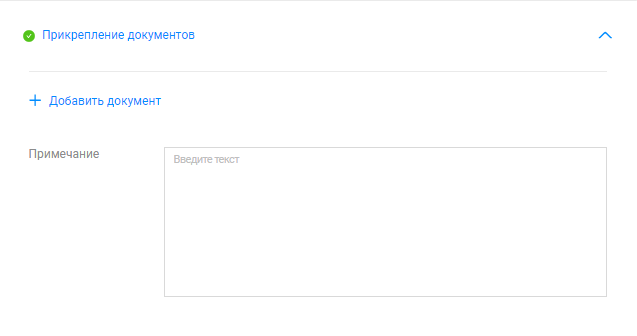 Прикрепление документов
Добавить документ
Примечание
Введите текст